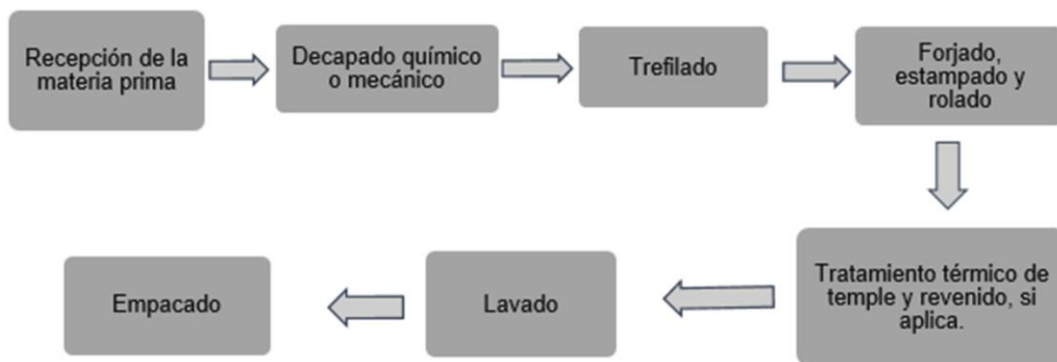 Recepción de la
materia prima
Decapado químico
o mecánico
Trefilado
Forjado,
estampado y
rolado
Tratamiento térmico de
temple y revenido, si
aplica.
Lavado
Empacado